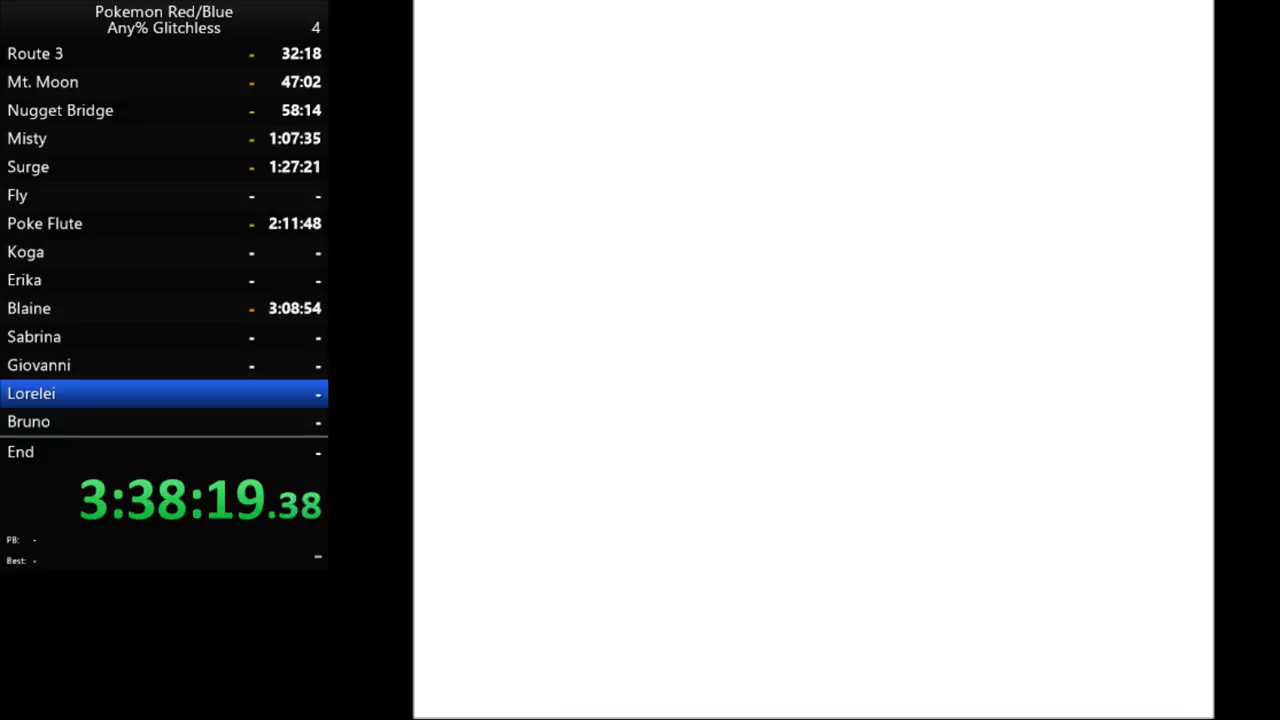 Pokemon Red/Blue
Any% Glitchless 4
Route 3 - 32:18
Mt. Moon - 47:02
Nugget Bridge - 58:14
Misty - 1:07:35
Surge - 1:27:21
Fly - -
Poke Flute - 2:11:48
Koga - -
Erika - -
Blaine - 3:08:54
Sabrina - -
Giovanni - -
Lorelei -
Bruno -
End -
3:38:19.38
PB: -
Best: - -